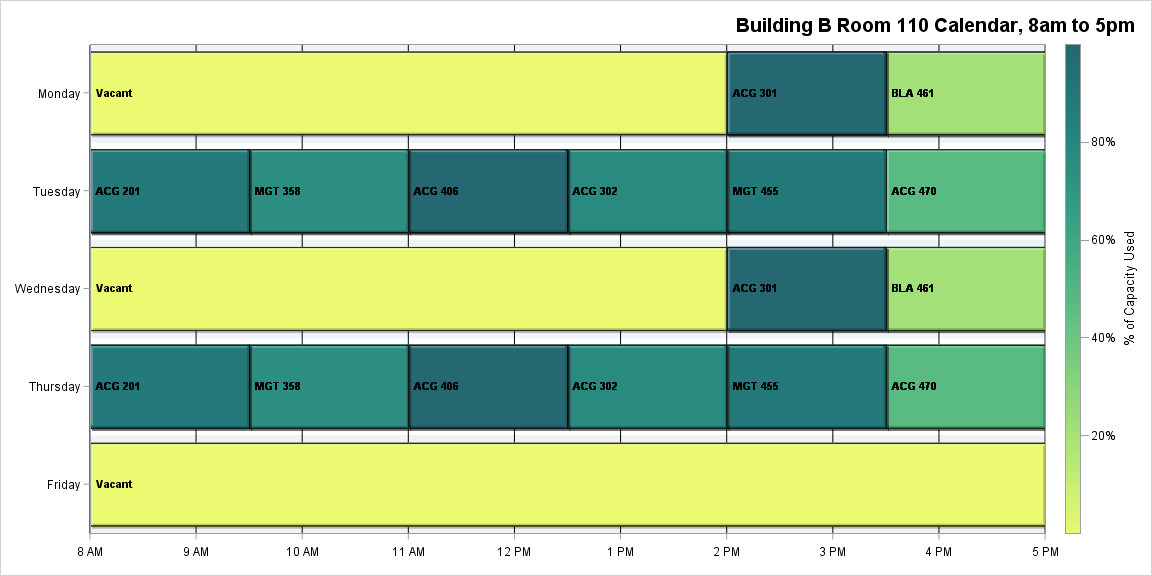 Building B Room 110 Calendar, 8am to 5pm
Monday
Vacant
ACG 301
BLA 461
Tuesday
ACG 201
MGT 358
ACG 406
ACG 302
MGT 455
ACG 470
Wednesday
Vacant
ACG 301
BLA 461
Thursday
ACG 201
MGT 358
ACG 406
ACG 302
MGT 455
ACG 470
Friday
Vacant
8 AM
9 AM
10 AM
11 AM
12 PM
1 PM
2 PM
3 PM
4 PM
5 PM
80%
60%
40%
20%
% of Capacity Used